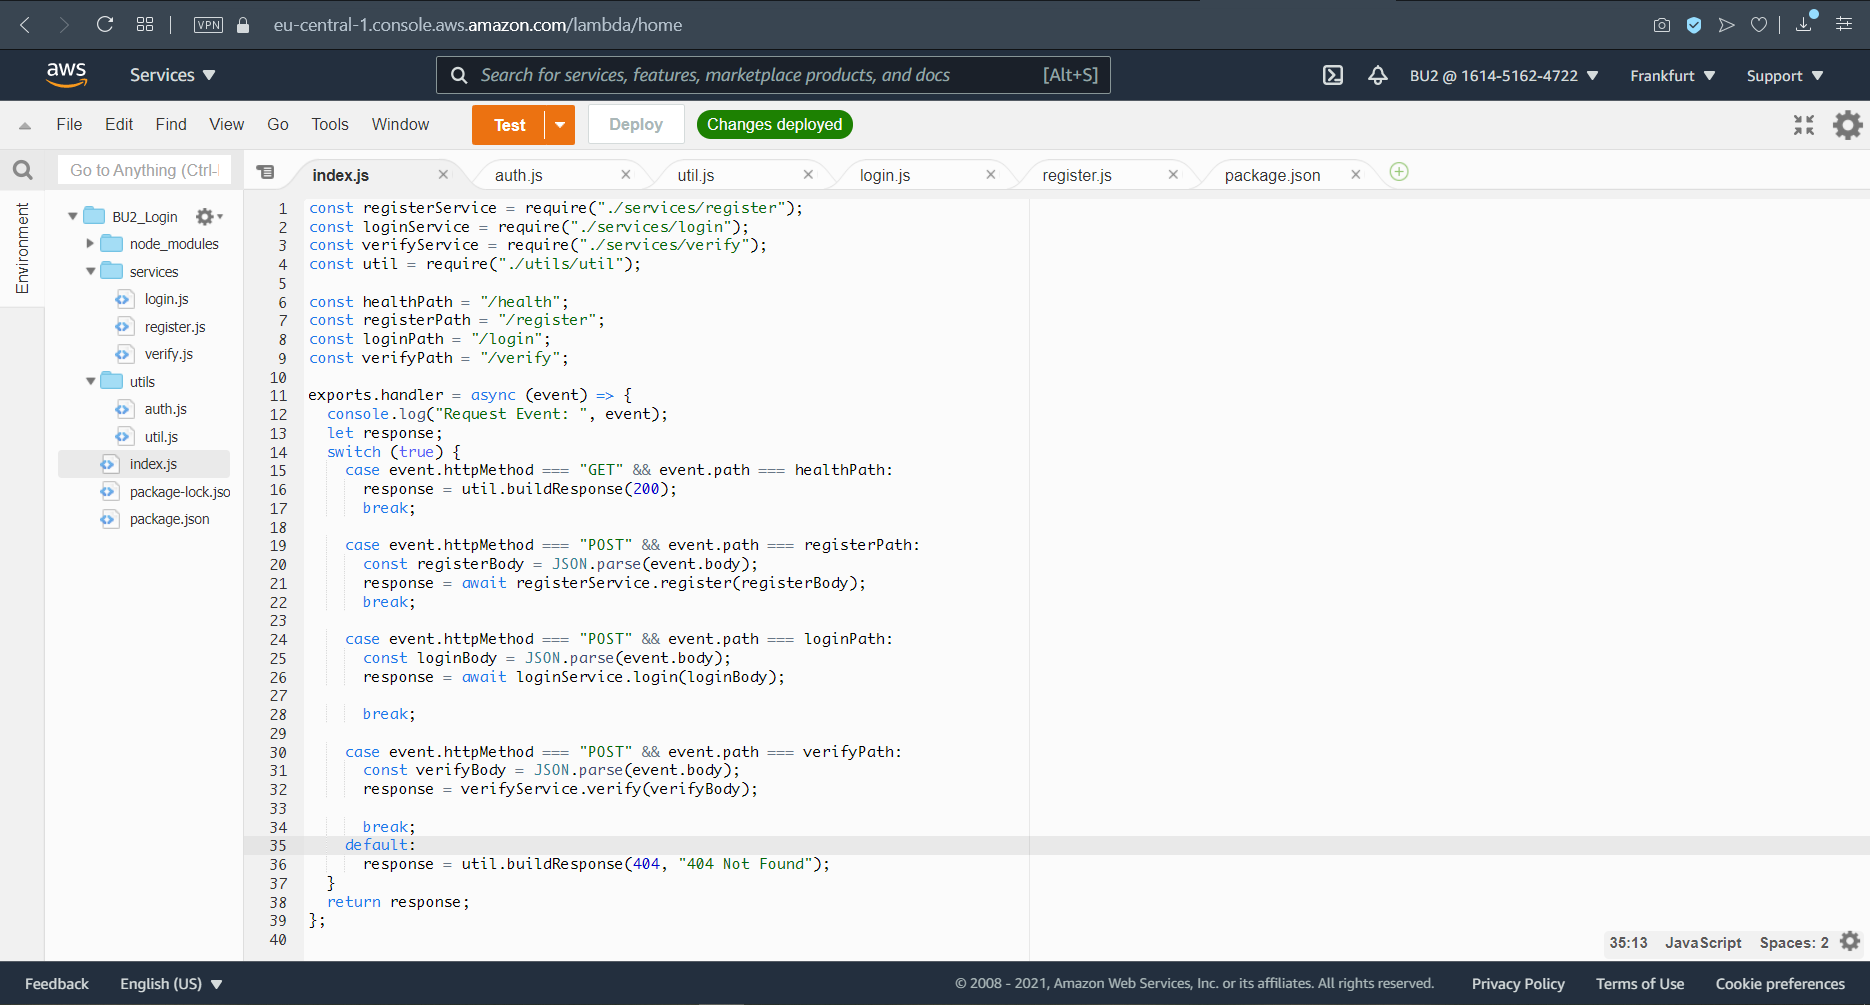 VPN eu-central-1.console.aws.amazon.com/lambda/home
aws Services Search for services, features, marketplace products, and docs [Alt+S] BU2 @ 1614-5162-4722 Frankfurt Support
File Edit Find View Go Tools Window Test Deploy Changes deployed
Go to Anything (Ctrl-
index.js auth.js util.js login.js register.js package.json
Environment
BU2_Login
node_modules
services
login.js
register.js
verify.js
utils
auth.js
util.js
index.js
package-lock.jso
package.json
1 const registerService = require("./services/register");
2 const loginService = require("./services/login");
3 const verifyService = require("./services/verify");
4 const util = require("./utils/util");
5
6 const healthPath = "/health";
7 const registerPath = "/register";
8 const loginPath = "/login";
9 const verifyPath = "/verify";
10
11 exports.handler = async (event) => {
12 console.log("Request Event: ", event);
13 let response;
14 switch (true) {
15 case event.httpMethod === "GET" && event.path === healthPath:
16 response = util.buildResponse(200);
17 break;
18
19 case event.httpMethod === "POST" && event.path === registerPath:
20 const registerBody = JSON.parse(event.body);
21 response = await registerService.register(registerBody);
22 break;
23
24 case event.httpMethod === "POST" && event.path === loginPath:
25 const loginBody = JSON.parse(event.body);
26 response = await loginService.login(loginBody);
27
28 break;
29
30 case event.httpMethod === "POST" && event.path === verifyPath:
31 const verifyBody = JSON.parse(event.body);
32 response = verifyService.verify(verifyBody);
33
34 break;
35 default:
36 response = util.buildResponse(404, "404 Not Found");
37 }
38 return response;
39 };
40
35:13 JavaScript Spaces: 2
Feedback English (US) © 2008 - 2021, Amazon Web Services, Inc. or its affiliates. All rights reserved. Privacy Policy Terms of Use Cookie preferences